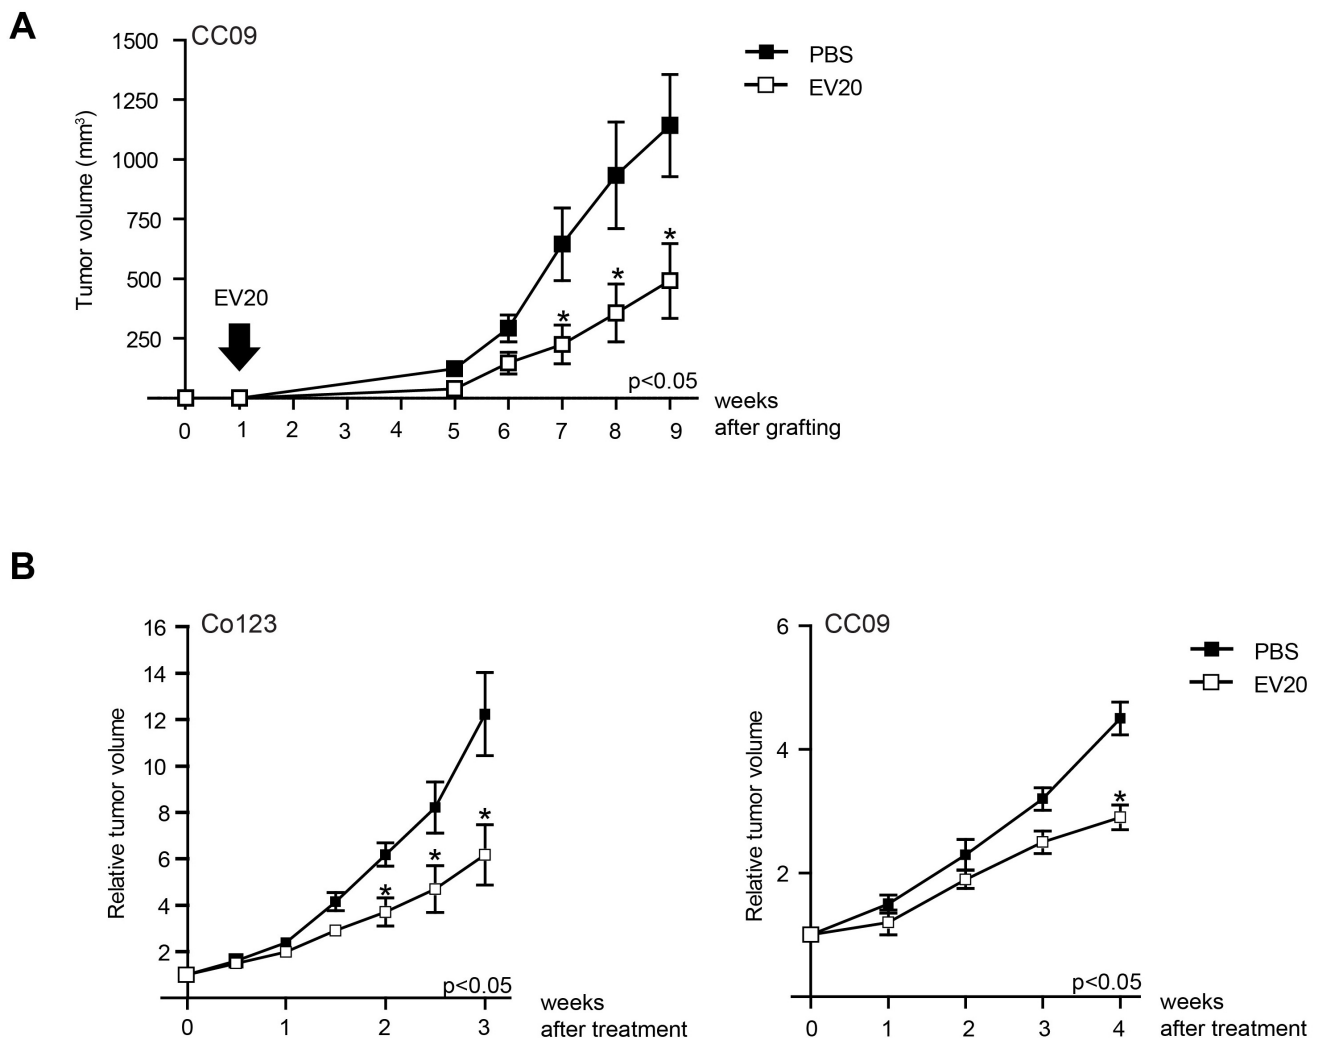 A
CC09
PBS
EV20
1500
1250
1000
750
500
250
Tumor volume (mm³)
EV20
*
*
*
p<0.05
0 1 2 3 4 5 6 7 8 9
weeks
after grafting
B
Co123
16
14
12
10
8
6
4
2
Relative tumor volume
*
*
*
p<0.05
0 1 2 3
weeks
after treatment
CC09
PBS
EV20
6
4
2
Relative tumor volume
*
p<0.05
0 1 2 3 4
weeks
after treatment